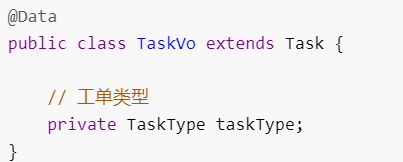 @Data
public class TaskVo extends Task {
// 工单类型
private TaskType taskType;
}